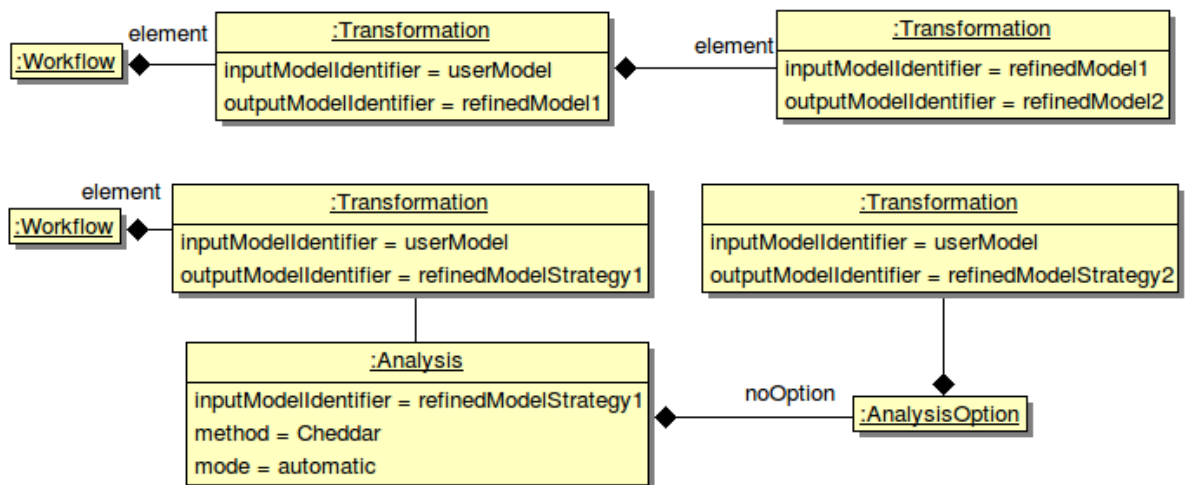 element
:Workflow
:Transformation
inputModelIdentifier = userModel
outputModelIdentifier = refinedModel1
element
:Transformation
inputModelIdentifier = refinedModel1
outputModelIdentifier = refinedModel2
element
:Workflow
:Transformation
inputModelIdentifier = userModel
outputModelIdentifier = refinedModelStrategy1
:Transformation
inputModelIdentifier = userModel
outputModelIdentifier = refinedModelStrategy2
:Analysis
inputModelIdentifier = refinedModelStrategy1
method = Cheddar
mode = automatic
noOption
:AnalysisOption